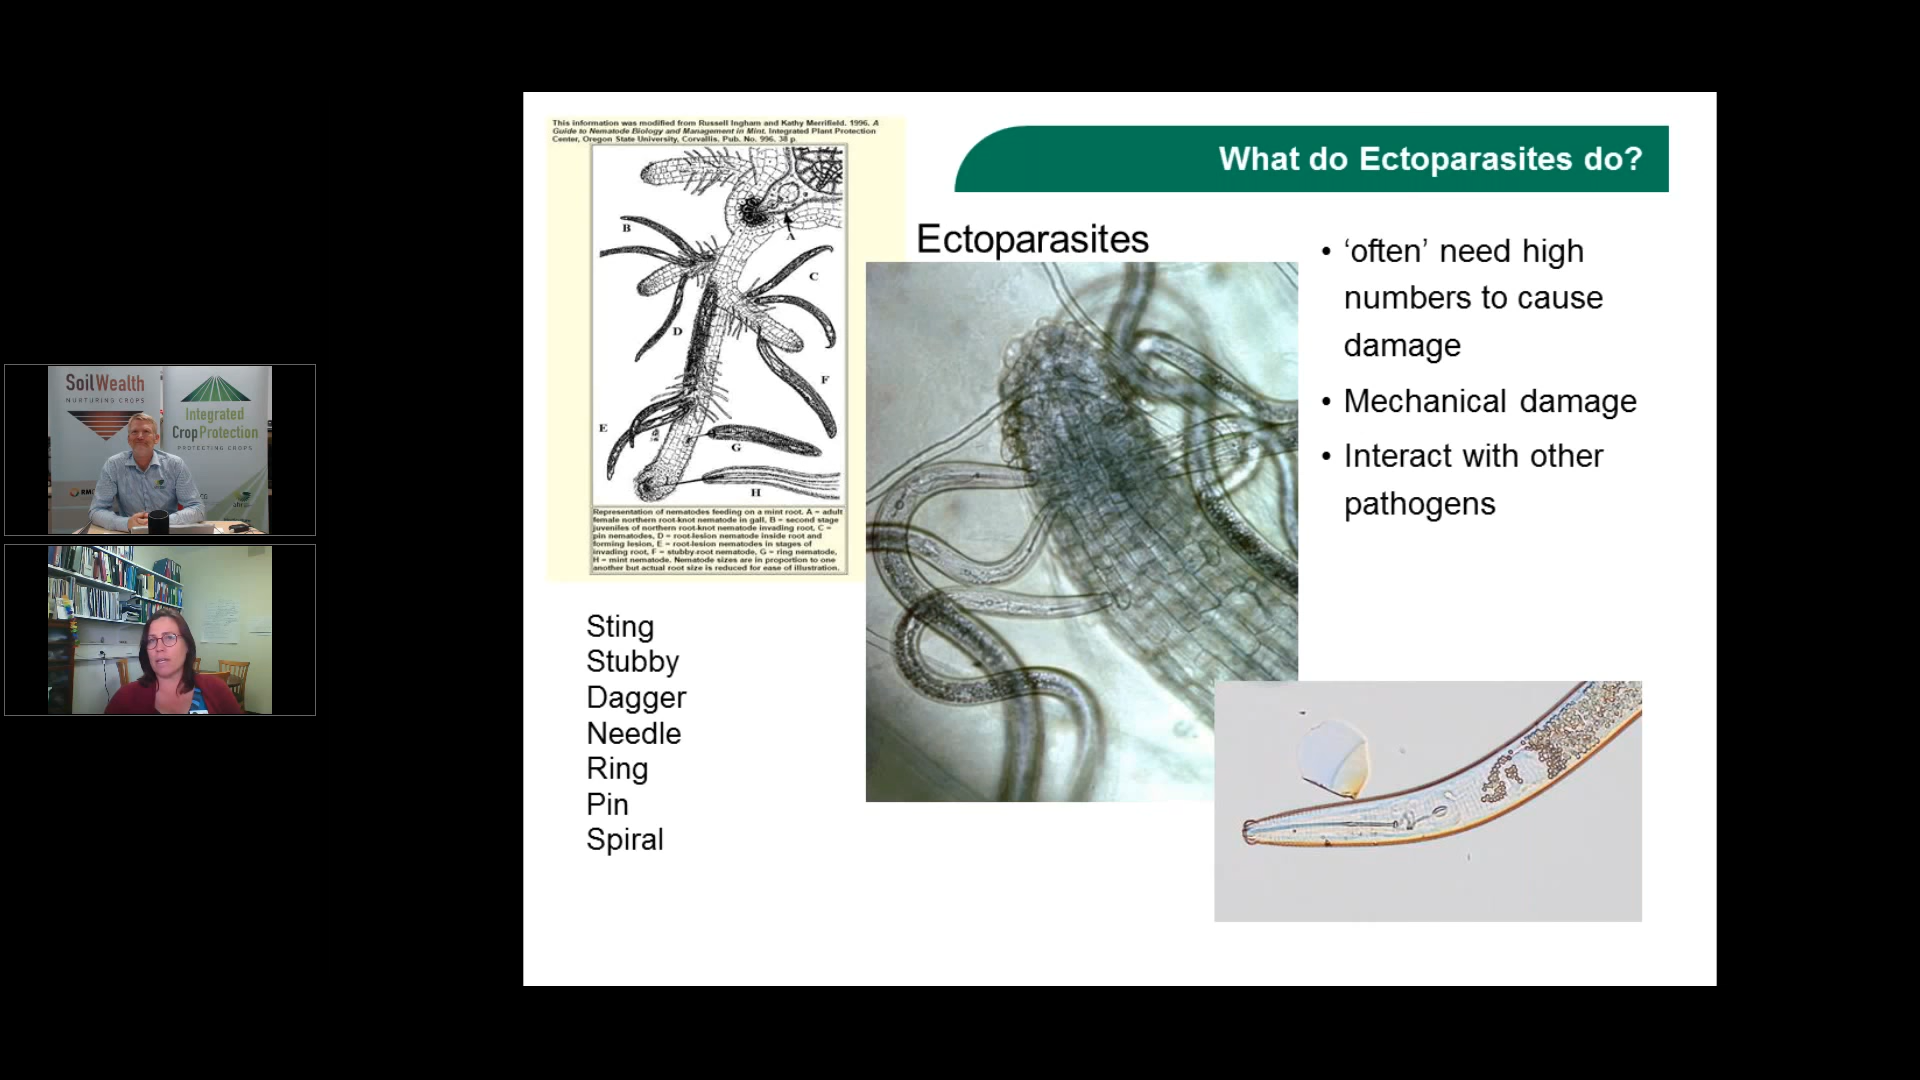 SoilWealth
NURTURING CROPS
Integrated
CropProtection
PROTECTING CROPS
This information was modified from Russell Ingham and Kathy Merrifield. 1996. A
Guide to Nematode Biology and Management in Mint. Integrated Plant Protection
Center, Oregon State University, Corvallis. Pub. No. 996. 38 p
A
B
C
D
E
F
G
H
Representation of nematodes feeding on a mint root. A = adult
female northern root-knot nematode in gall, B = second stage
juveniles of northern root-knot nematode invading root, C =
pin nematodes, D = root-lesion nematode inside root and
forming lesion, E = root-lesion nematodes in stages of
invading root, F = stubby-root nematode, G = ring nematode,
H = mint nematode. Nematode sizes are in proportion to one
another but actual root size is reduced for ease of illustration.
Sting
Stubby
Dagger
Needle
Ring
Pin
Spiral
What do Ectoparasites do?
Ectoparasites
• ‘often’ need high
numbers to cause
damage
• Mechanical damage
• Interact with other
pathogens